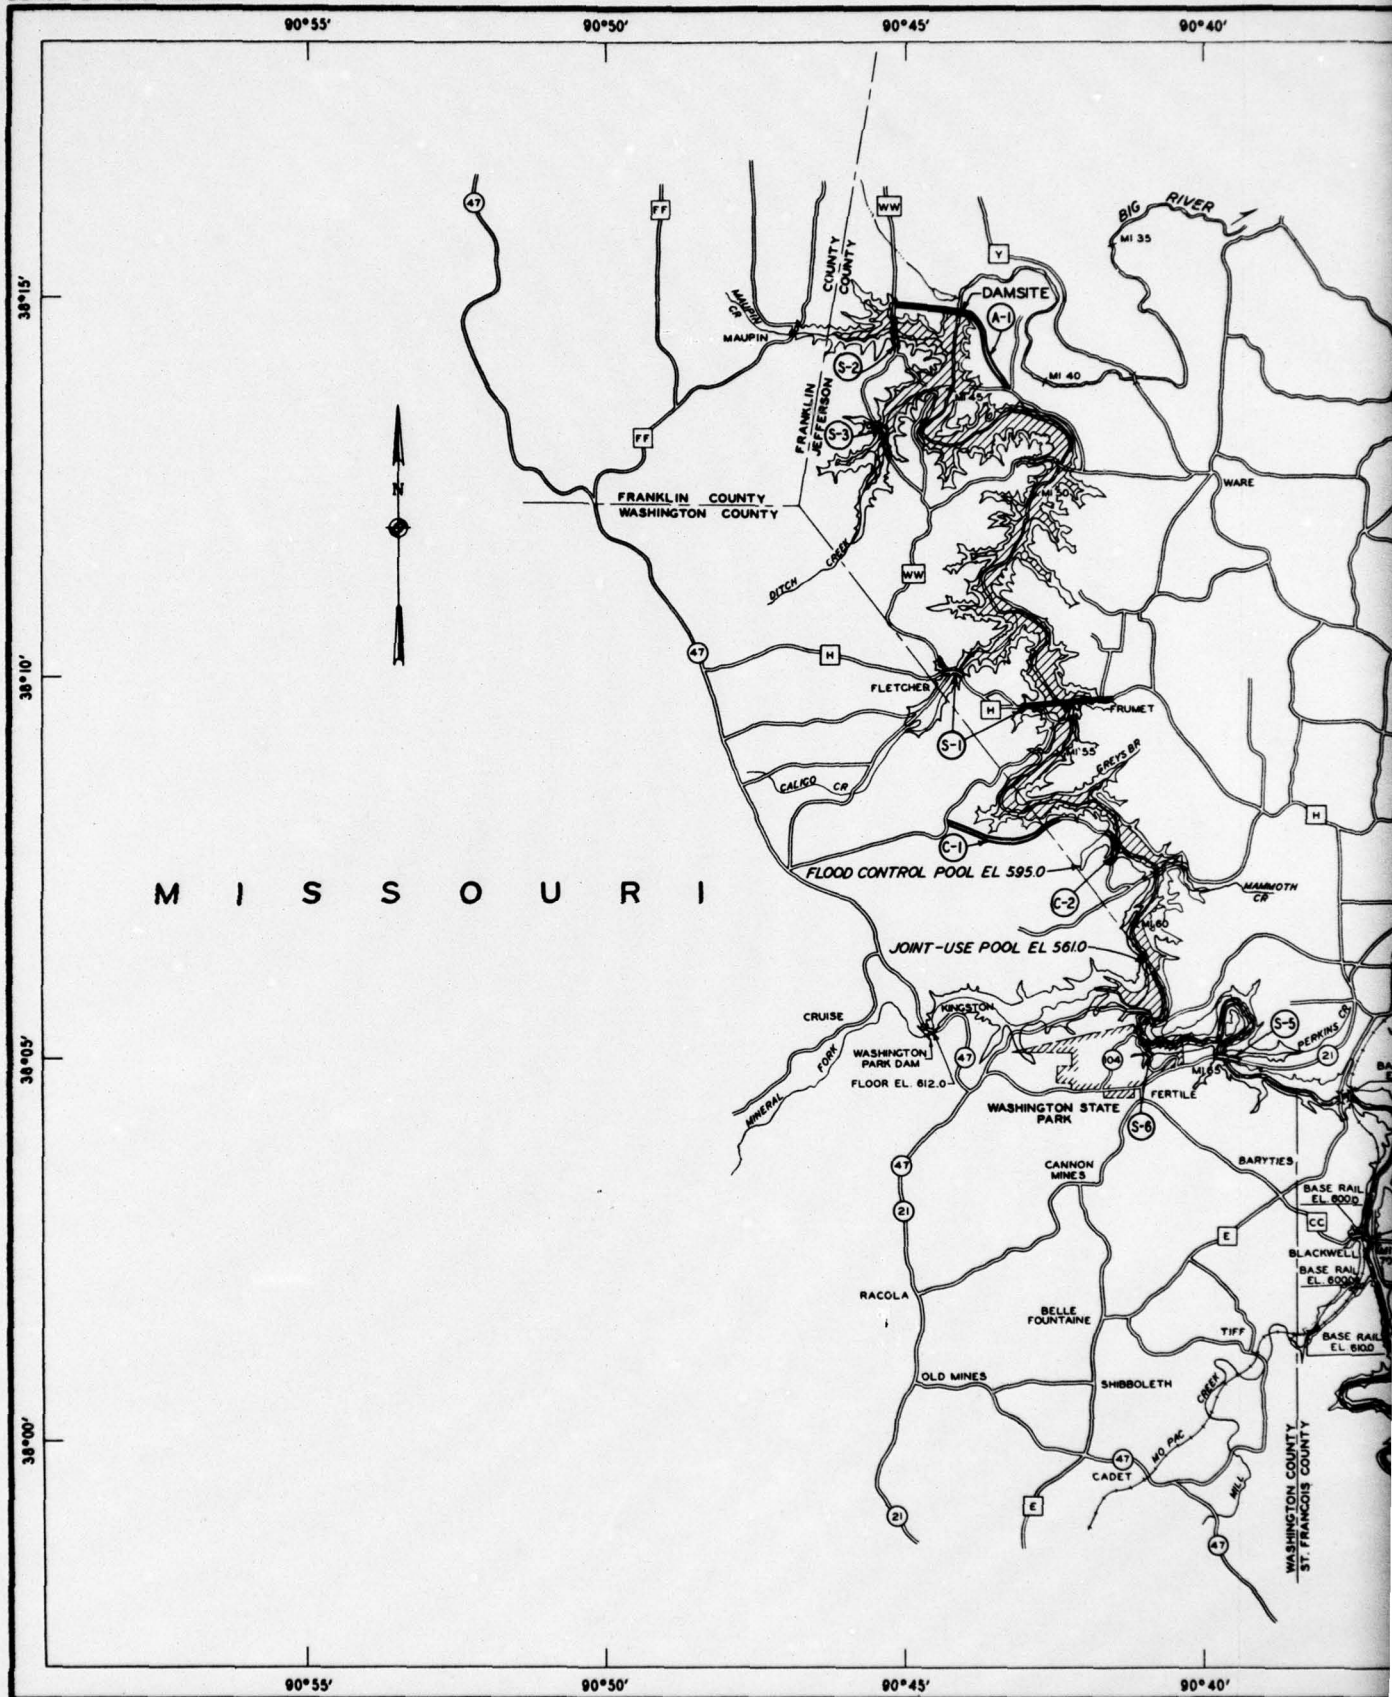 90°55'
90°50'
90°45'
90°40'
BIG RIVER
47
FF
WW
MI 35
COUNTY
COUNTY
Y
38°15'
MAUPIN
CR
DAMSITE
A-1
MAUPIN
S-2
MI 40
FRANKLIN
JEFFERSON
MI 45
S-3
FF
N
FRANKLIN COUNTY
WASHINGTON COUNTY
WARE
MI 50
DITCH CREEK
WW
38°10'
47
H
FLETCHER
H
FRUMET
S-1
MI 55
GREYS BR
CALICO CR
H
C-1
FLOOD CONTROL POOL EL 595.0
MISSOURI
C-2
MAMMOTH
CR
MI 60
JOINT-USE POOL EL 561.0
KINGSTON
CRUISE
S-5
PERKINS CR
38°05'
WASHINGTON
PARK DAM
47
104
21
MI 65
FLOOR EL. 612.0
FERTILE
MINERAL FORK
WASHINGTON STATE
PARK
S-6
47
CANNON
MINES
BARYTIES
BASE RAIL
EL. 600.0
21
CC
E
BLACKWELL
BASE RAIL
EL. 600.0
RACOLA
BELLE
FOUNTAINE
TIFF
BASE RAIL
EL. 610.0
OLD MINES
SHIBBOLETH
CREEK
38°00'
MO PAC
47
CADET
MILL
E
21
47
WASHINGTON COUNTY
ST. FRANCOIS COUNTY
90°55'
90°50'
90°45'
90°40'